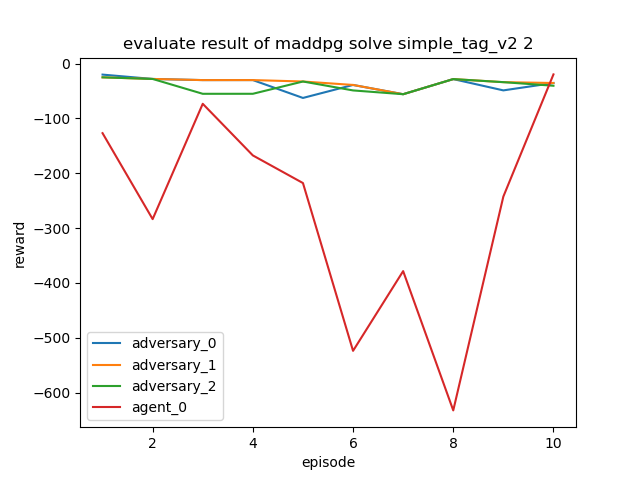 evaluate result of maddpg solve simple_tag_v2 2
reward
0
−100
−200
−300
−400
−500
−600
adversary_0
adversary_1
adversary_2
agent_0
2
4
6
8
10
episode